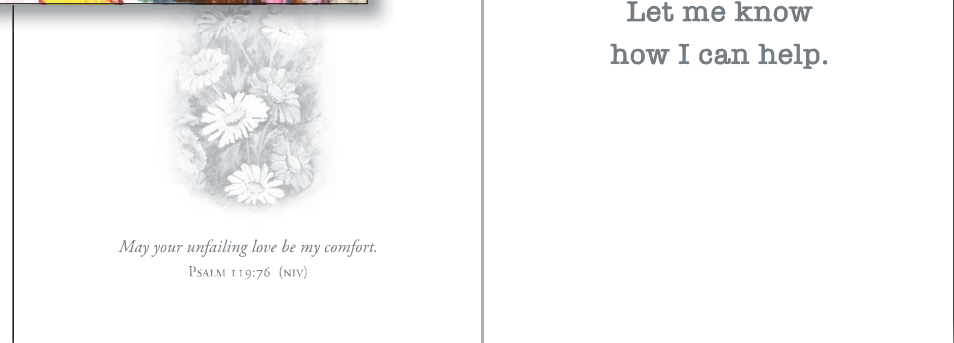 May your unfailing love be my comfort.
Psalm 119:76 (NIV)
Let me know
how I can help.